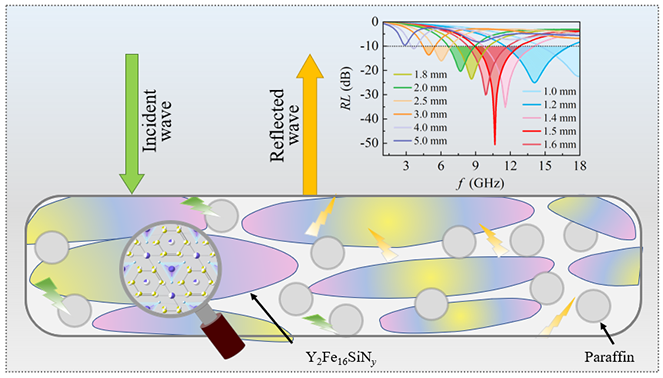 Incident
wave
Reflected
wave
RL (dB)
0
-10
-20
-30
-40
-50
1.8 mm
2.0 mm
2.5 mm
3.0 mm
4.0 mm
5.0 mm
1.0 mm
1.2 mm
1.4 mm
1.5 mm
1.6 mm
3 6 9 12 15 18
f (GHz)
Y₂Fe₁₆SiNy
Paraffin